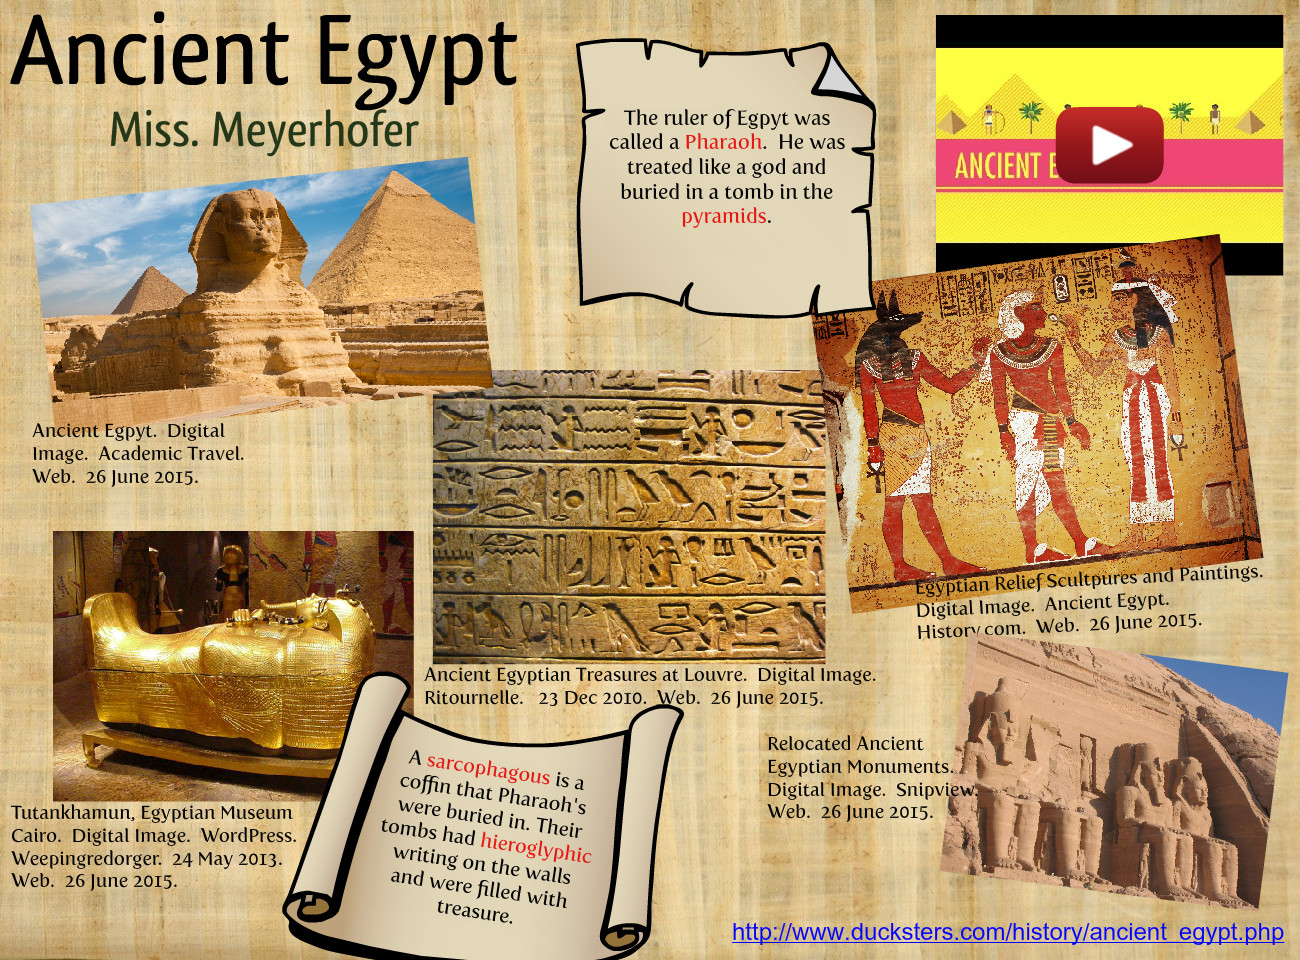 Ancient Egypt
Miss. Meyerhofer
The ruler of Egpyt was
called a Pharaoh.  He was
treated like a god and
buried in a tomb in the
pyramids.
ANCIENT E
Ancient Egpyt.  Digital
Image.  Academic Travel.
Web.  26 June 2015.
Egyptian Relief Scultpures and Paintings.
Digital Image.  Ancient Egypt.
History.com.  Web.  26 June 2015.
Ancient Egyptian Treasures at Louvre.  Digital Image.
Ritournelle.   23 Dec 2010.  Web.  26 June 2015.
Relocated Ancient
Egyptian Monuments.
Digital Image.  Snipview.
Web.  26 June 2015.
Tutankhamun, Egyptian Museum
Cairo.  Digital Image.  WordPress.
Weepingredorger.  24 May 2013.
Web.  26 June 2015.
A sarcophagous is a
coffin that Pharaoh's
were buried in. Their
tombs had hieroglyphic
writing on the walls
and were filled with
treasure.
http://www.ducksters.com/history/ancient_egypt.php